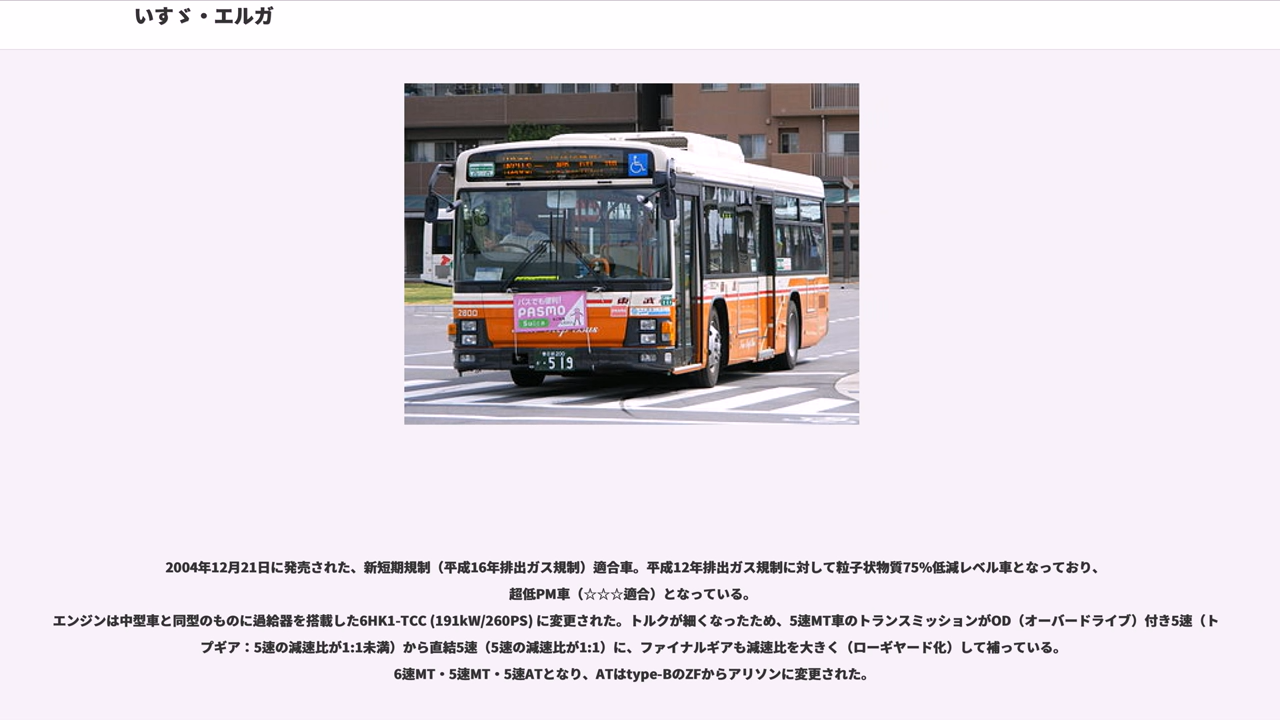 いすゞ・エルガ
バスでも便利!
PASMO
Suica
東武
2800
・519
2004年12月21日に発売された、新短期規制（平成16年排出ガス規制）適合車。平成12年排出ガス規制に対して粒子状物質75%低減レベル車となっており、
超低PM車（☆☆☆適合）となっている。
エンジンは中型車と同型のものに過給器を搭載した6HK1-TCC (191kW/260PS) に変更された。トルクが細くなったため、5速MT車のトランスミッションがOD（オーバードライブ）付き5速（ト
プギア：5速の減速比が1:1未満）から直結5速（5速の減速比が1:1）に、ファイナルギアも減速比を大きく（ローギヤード化）して補っている。
6速MT・5速MT・5速ATとなり、ATはtype-BのZFからアリソンに変更された。